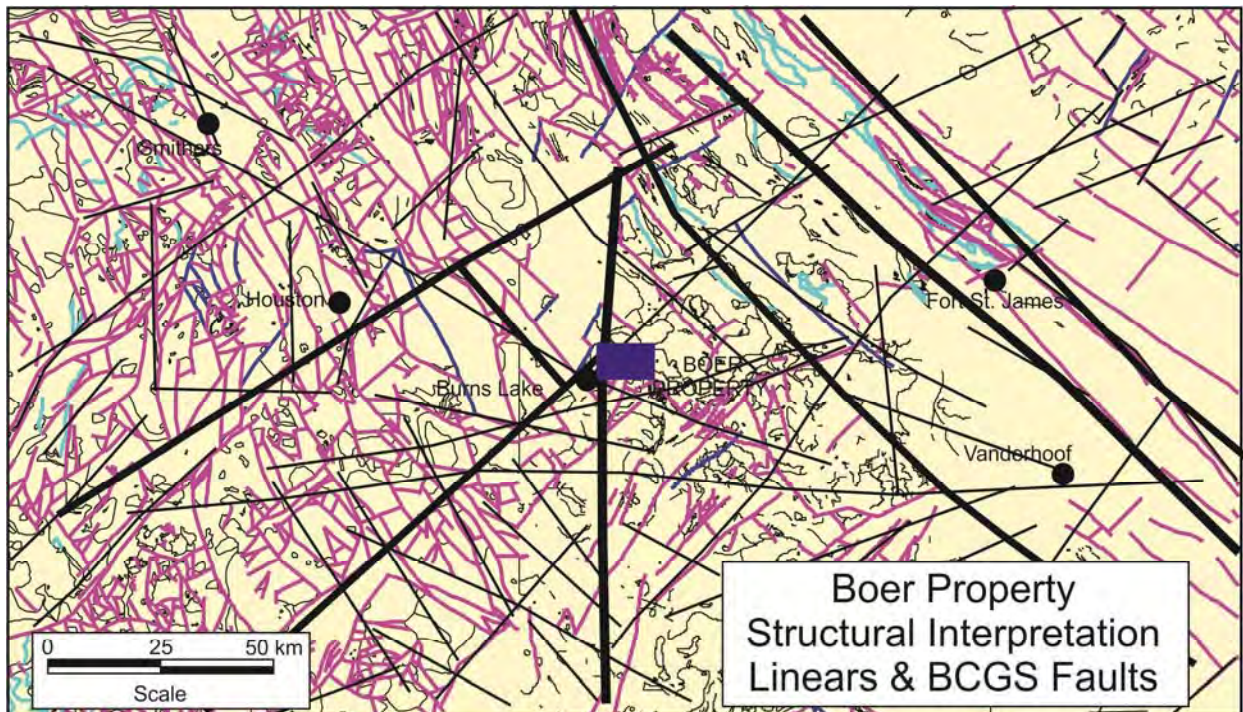 Smithers
Houston
Fort St. James
Burns Lake
BOER
PROPERTY
Vanderhoof
0 25 50 km
Scale
Boer Property
Structural Interpretation
Linears & BCGS Faults